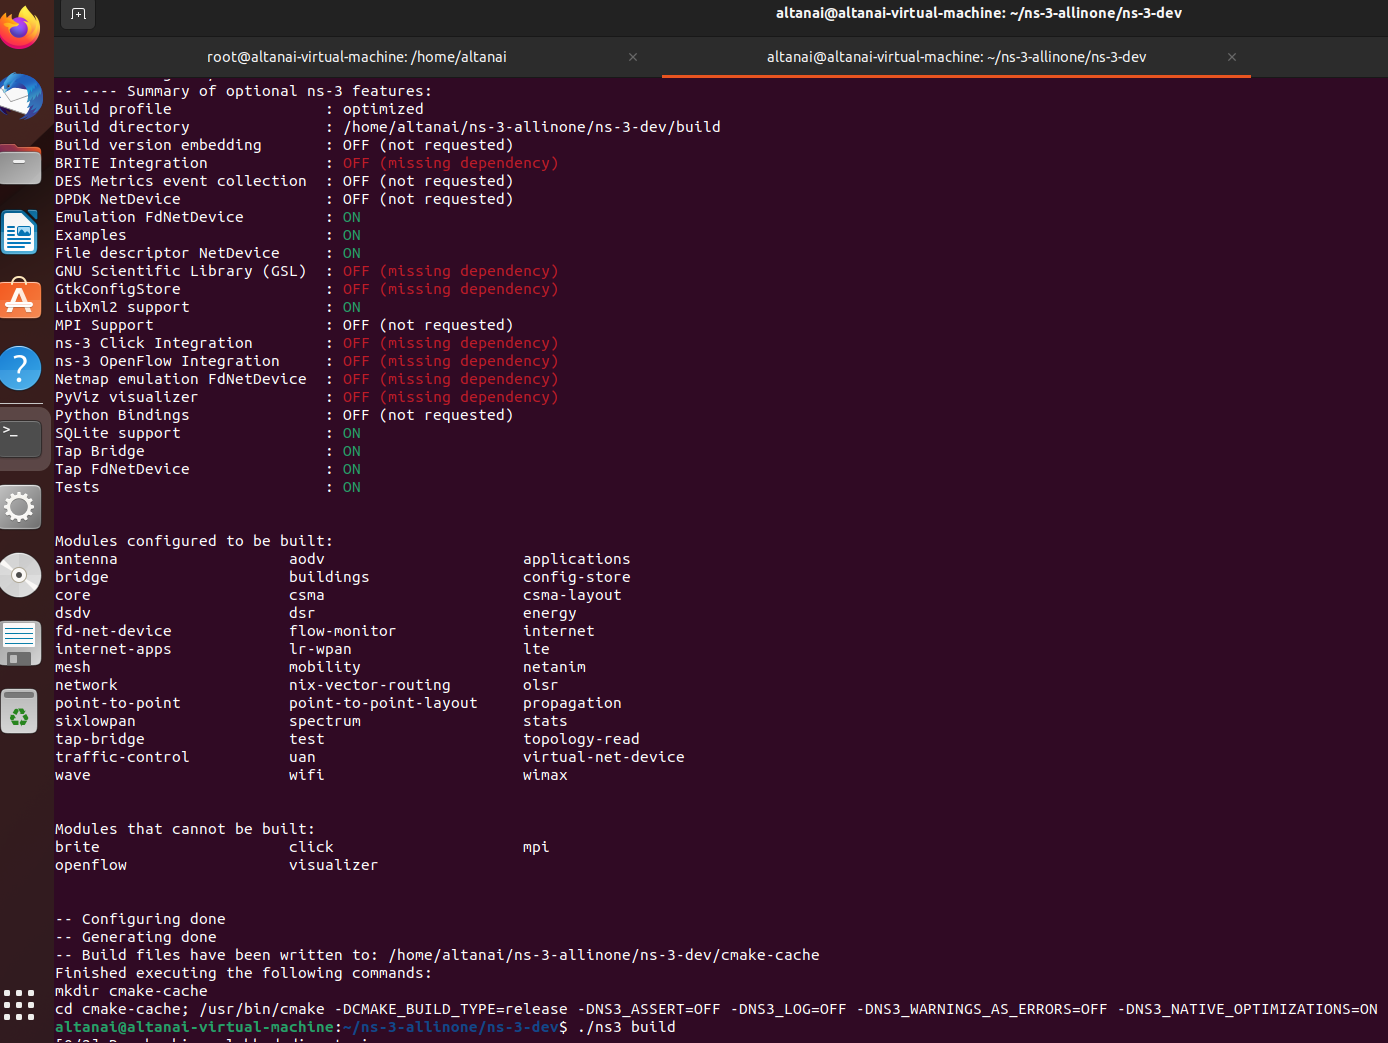 altanai@altanai-virtual-machine: ~/ns-3-allinone/ns-3-dev
root@altanai-virtual-machine: /home/altanai × altanai@altanai-virtual-machine: ~/ns-3-allinone/ns-3-dev ×
-- ---- Summary of optional ns-3 features:
Build profile : optimized
Build directory : /home/altanai/ns-3-allinone/ns-3-dev/build
Build version embedding : OFF (not requested)
BRITE Integration : OFF (missing dependency)
DES Metrics event collection : OFF (not requested)
DPDK NetDevice : OFF (not requested)
Emulation FdNetDevice : ON
Examples : ON
File descriptor NetDevice : ON
GNU Scientific Library (GSL) : OFF (missing dependency)
GtkConfigStore : OFF (missing dependency)
LibXml2 support : ON
MPI Support : OFF (not requested)
ns-3 Click Integration : OFF (missing dependency)
ns-3 OpenFlow Integration : OFF (missing dependency)
Netmap emulation FdNetDevice : OFF (missing dependency)
PyViz visualizer : OFF (missing dependency)
Python Bindings : OFF (not requested)
SQLite support : ON
Tap Bridge : ON
Tap FdNetDevice : ON
Tests : ON
Modules configured to be built:
antenna aodv applications
bridge buildings config-store
core csma csma-layout
dsdv dsr energy
fd-net-device flow-monitor internet
internet-apps lr-wpan lte
mesh mobility netanim
network nix-vector-routing olsr
point-to-point point-to-point-layout propagation
sixlowpan spectrum stats
tap-bridge test topology-read
traffic-control uan virtual-net-device
wave wifi wimax
Modules that cannot be built:
brite click mpi
openflow visualizer
-- Configuring done
-- Generating done
-- Build files have been written to: /home/altanai/ns-3-allinone/ns-3-dev/cmake-cache
Finished executing the following commands:
mkdir cmake-cache
cd cmake-cache; /usr/bin/cmake -DCMAKE_BUILD_TYPE=release -DNS3_ASSERT=OFF -DNS3_LOG=OFF -DNS3_WARNINGS_AS_ERRORS=OFF -DNS3_NATIVE_OPTIMIZATIONS=ON
altanai@altanai-virtual-machine:~/ns-3-allinone/ns-3-dev$ ./ns3 build